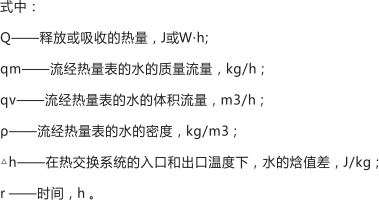 式中：
Q——释放或吸收的热量，J或W·h;
qm——流经热量表的水的质量流量，kg/h；
qv——流经热量表的水的体积流量，m3/h；
ρ——流经热量表的水的密度，kg/m3；
△h——在热交换系统的入口和出口温度下，水的焓值差，J/kg；
r ——时间，h 。